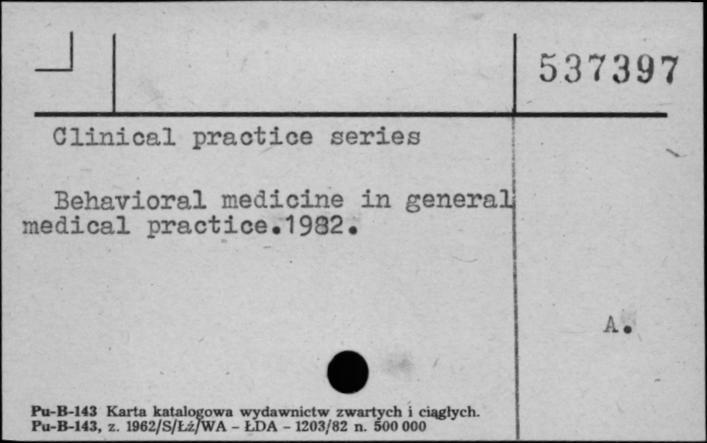 537397
Clinical practice series
Behavioral medicine in general
medical practice.1982.
A.
Pu-B-143 Karta katalogowa wydawnictw zwartych i ciągłych.
Pu-B-143, z. 1962/S/Łź/WA - ŁDA - 1203/82 n. 500 000